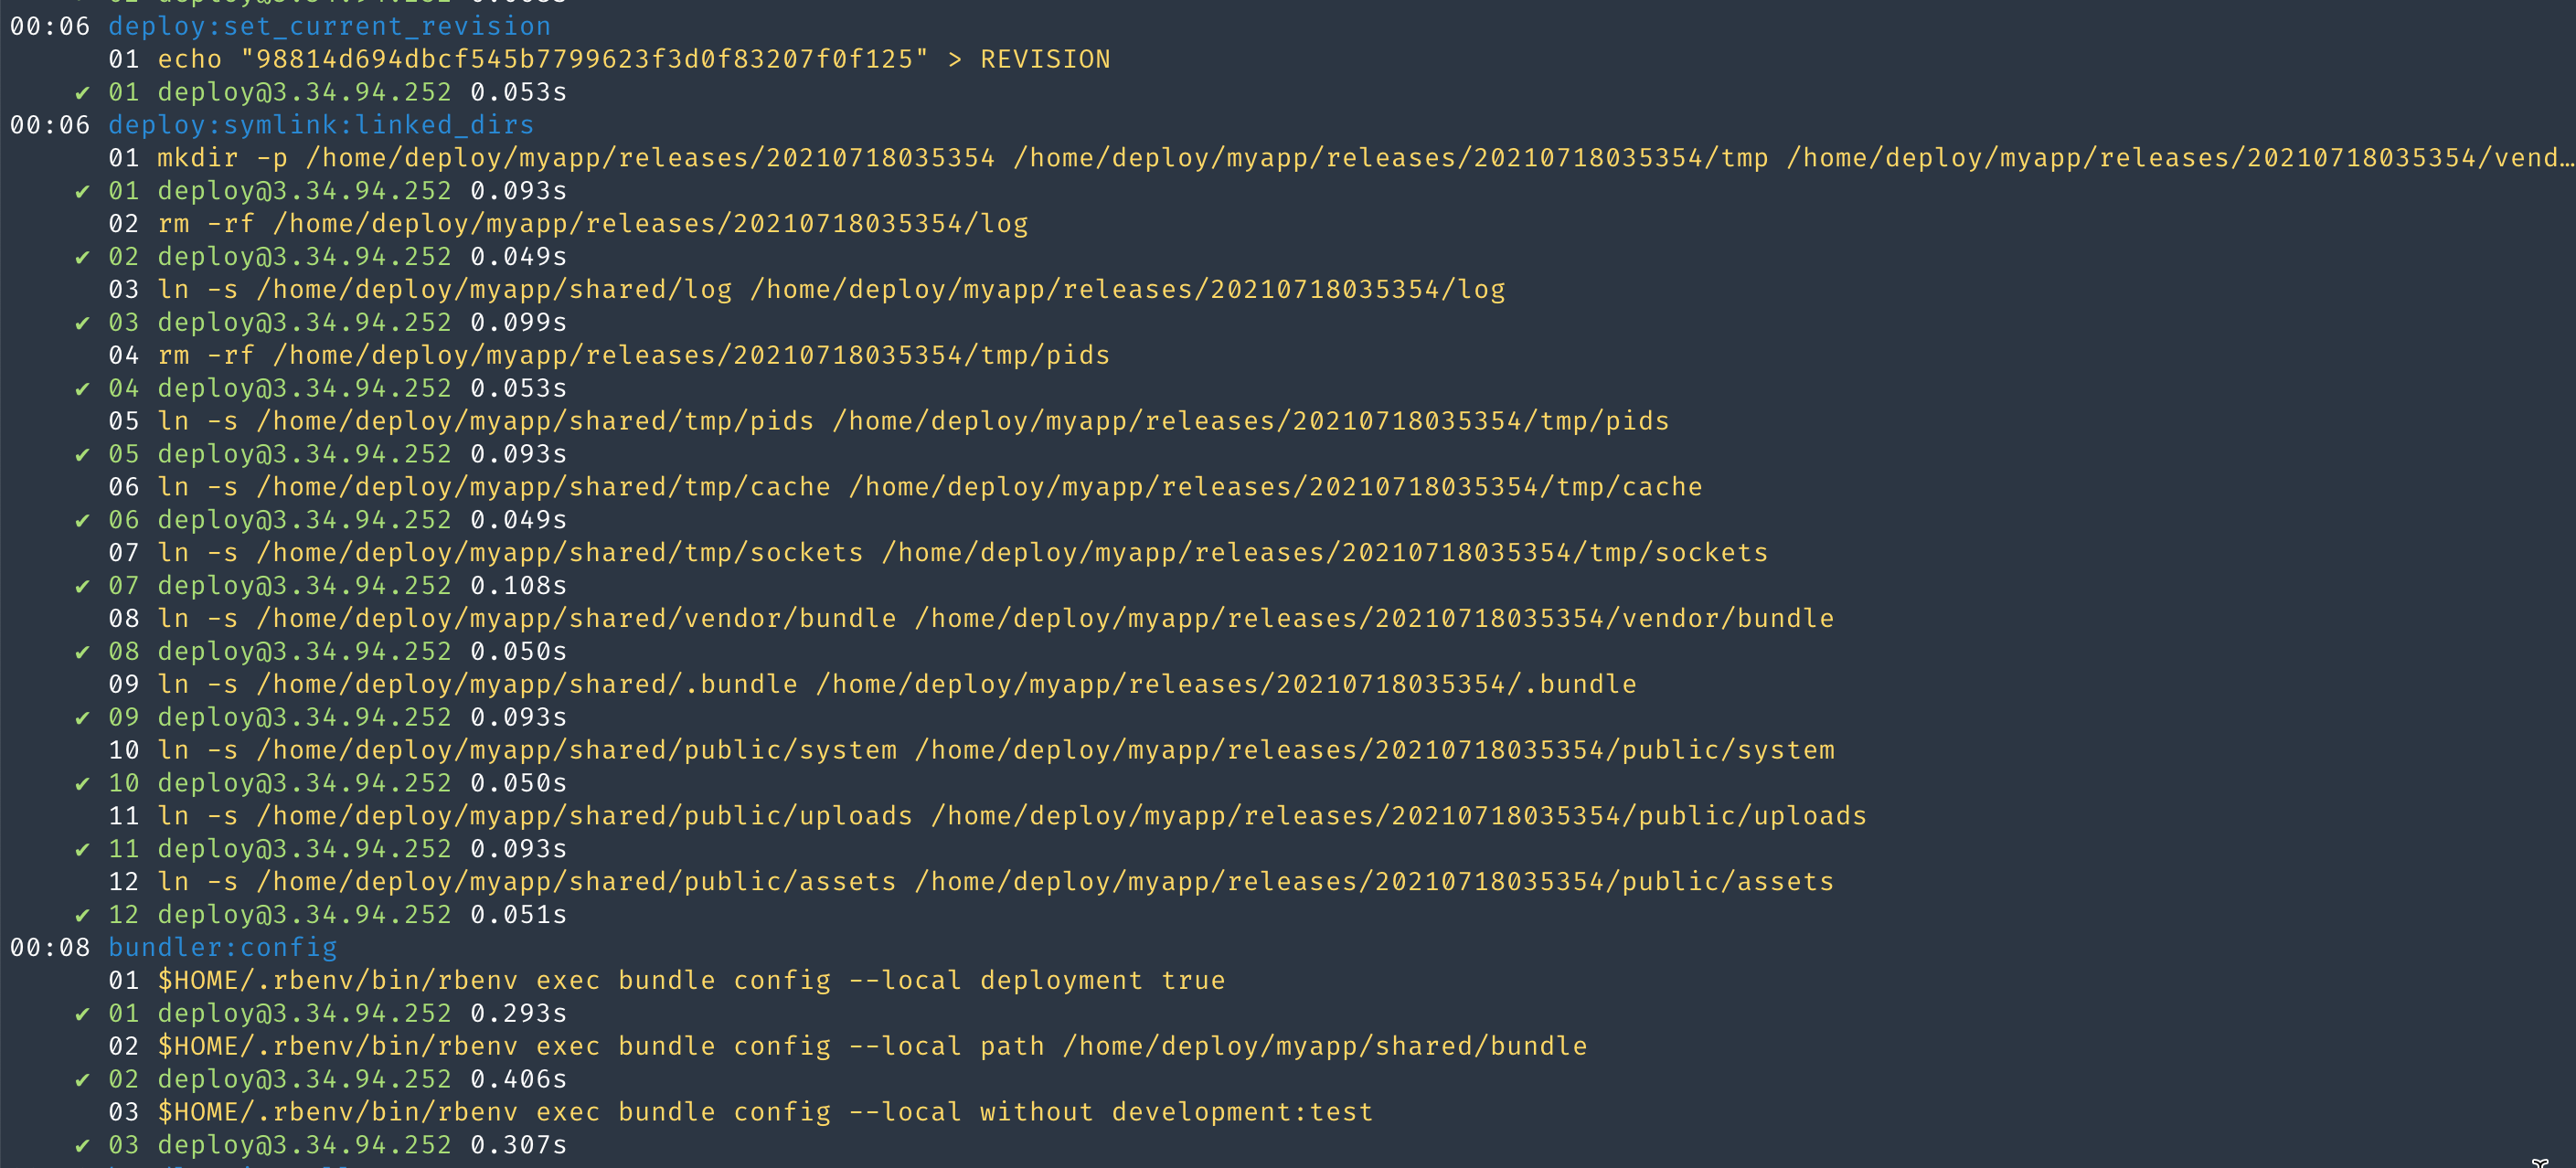 00:06 deploy:set_current_revision
01 echo "98814d694dbcf545b7799623f3d0f83207f0f125" > REVISION
✔ 01 deploy@3.34.94.252 0.053s
00:06 deploy:symlink:linked_dirs
01 mkdir -p /home/deploy/myapp/releases/20210718035354 /home/deploy/myapp/releases/20210718035354/tmp /home/deploy/myapp/releases/20210718035354/vend…
✔ 01 deploy@3.34.94.252 0.093s
02 rm -rf /home/deploy/myapp/releases/20210718035354/log
✔ 02 deploy@3.34.94.252 0.049s
03 ln -s /home/deploy/myapp/shared/log /home/deploy/myapp/releases/20210718035354/log
✔ 03 deploy@3.34.94.252 0.099s
04 rm -rf /home/deploy/myapp/releases/20210718035354/tmp/pids
✔ 04 deploy@3.34.94.252 0.053s
05 ln -s /home/deploy/myapp/shared/tmp/pids /home/deploy/myapp/releases/20210718035354/tmp/pids
✔ 05 deploy@3.34.94.252 0.093s
06 ln -s /home/deploy/myapp/shared/tmp/cache /home/deploy/myapp/releases/20210718035354/tmp/cache
✔ 06 deploy@3.34.94.252 0.049s
07 ln -s /home/deploy/myapp/shared/tmp/sockets /home/deploy/myapp/releases/20210718035354/tmp/sockets
✔ 07 deploy@3.34.94.252 0.108s
08 ln -s /home/deploy/myapp/shared/vendor/bundle /home/deploy/myapp/releases/20210718035354/vendor/bundle
✔ 08 deploy@3.34.94.252 0.050s
09 ln -s /home/deploy/myapp/shared/.bundle /home/deploy/myapp/releases/20210718035354/.bundle
✔ 09 deploy@3.34.94.252 0.093s
10 ln -s /home/deploy/myapp/shared/public/system /home/deploy/myapp/releases/20210718035354/public/system
✔ 10 deploy@3.34.94.252 0.050s
11 ln -s /home/deploy/myapp/shared/public/uploads /home/deploy/myapp/releases/20210718035354/public/uploads
✔ 11 deploy@3.34.94.252 0.093s
12 ln -s /home/deploy/myapp/shared/public/assets /home/deploy/myapp/releases/20210718035354/public/assets
✔ 12 deploy@3.34.94.252 0.051s
00:08 bundler:config
01 $HOME/.rbenv/bin/rbenv exec bundle config --local deployment true
✔ 01 deploy@3.34.94.252 0.293s
02 $HOME/.rbenv/bin/rbenv exec bundle config --local path /home/deploy/myapp/shared/bundle
✔ 02 deploy@3.34.94.252 0.406s
03 $HOME/.rbenv/bin/rbenv exec bundle config --local without development:test
✔ 03 deploy@3.34.94.252 0.307s